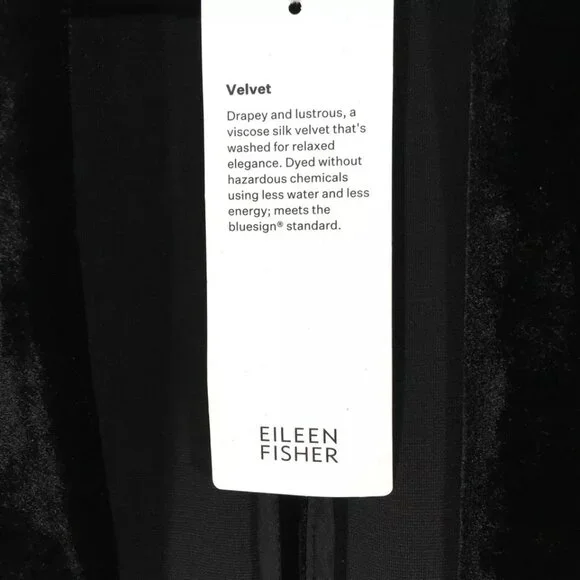 Velvet
Drapey and lustrous, a
viscose silk velvet that's
washed for relaxed
elegance. Dyed without
hazardous chemicals
using less water and less
energy; meets the
bluesign® standard.
EILEEN
FISHER